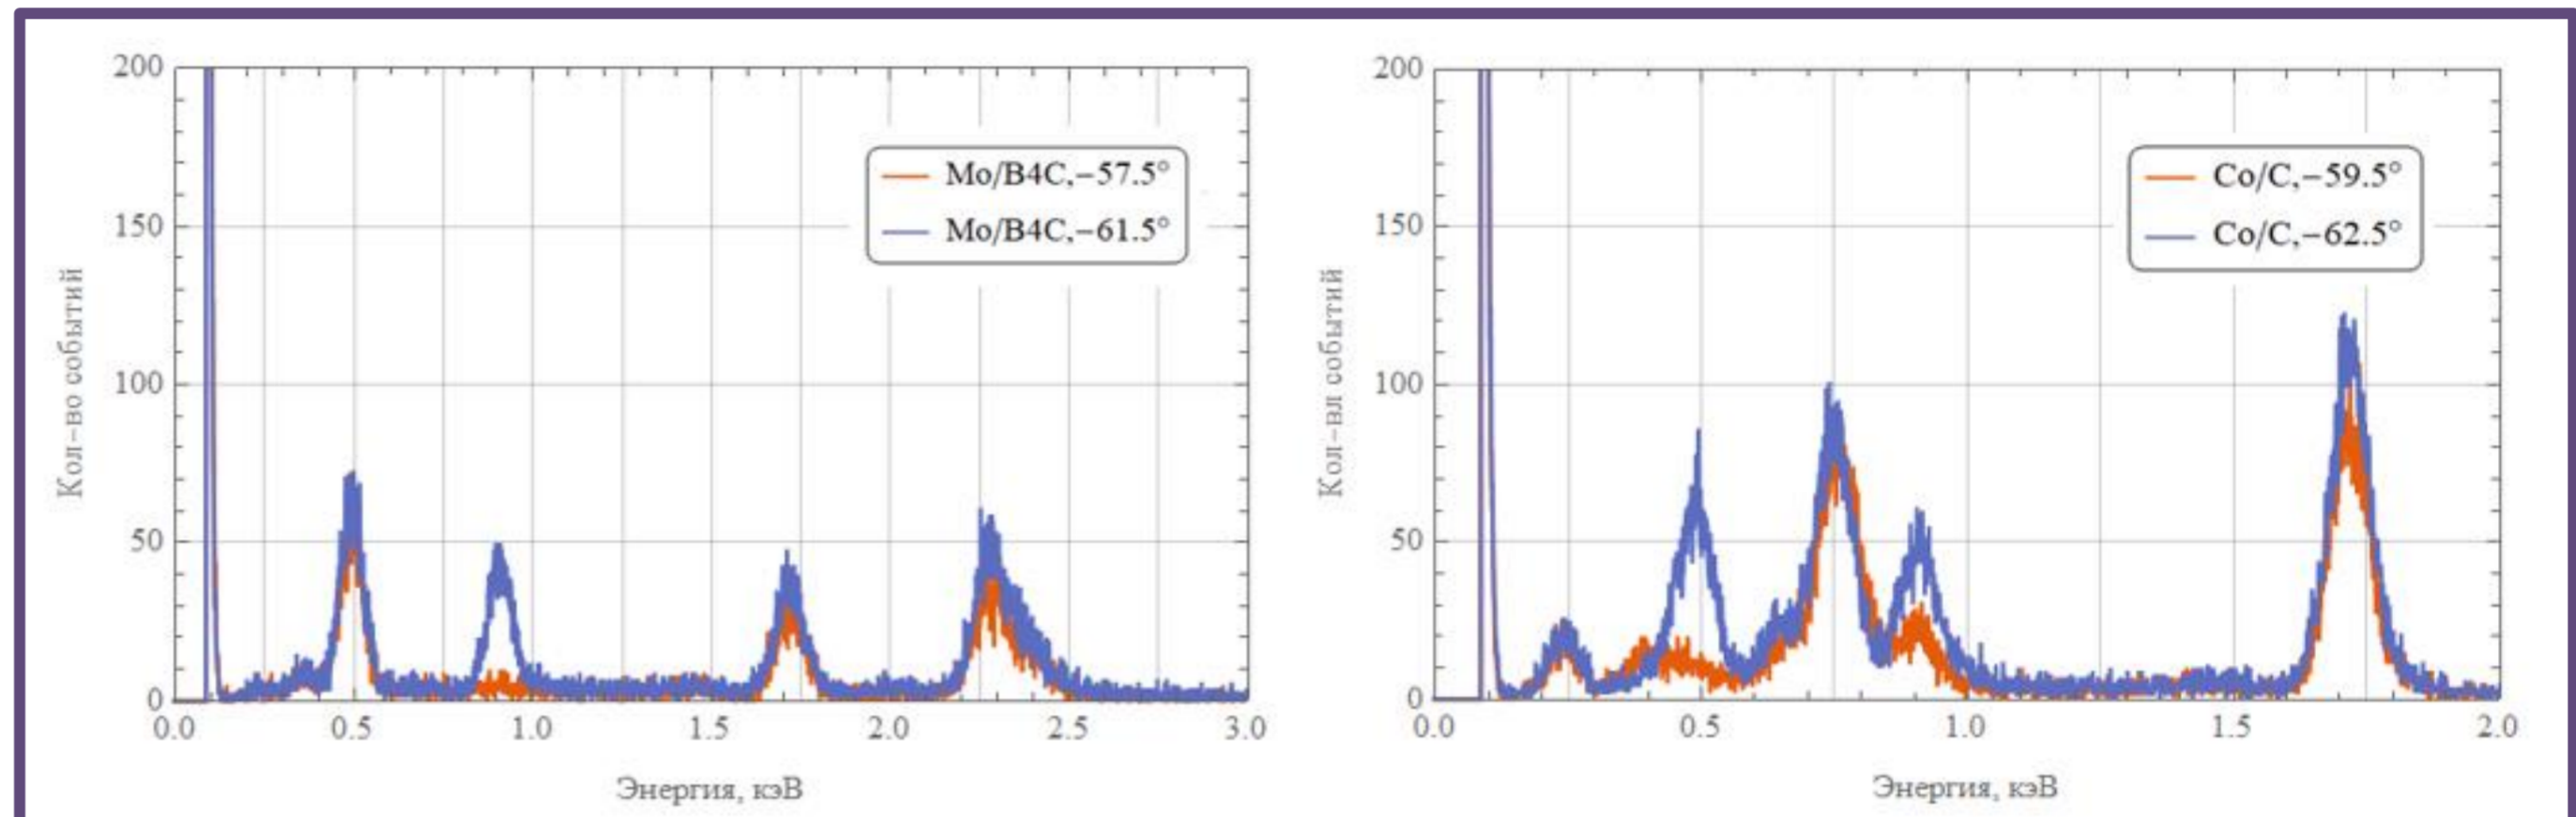 200
150
100
50
0
0.0 0.5 1.0 1.5 2.0 2.5 3.0
Кол-во событий
Энергия, кэВ
Mo/B4C,−57.5°
Mo/B4C,−61.5°
200
150
100
50
0
0.0 0.5 1.0 1.5 2.0
Кол-вл событий
Энергия, кэВ
Co/C,−59.5°
Co/C,−62.5°